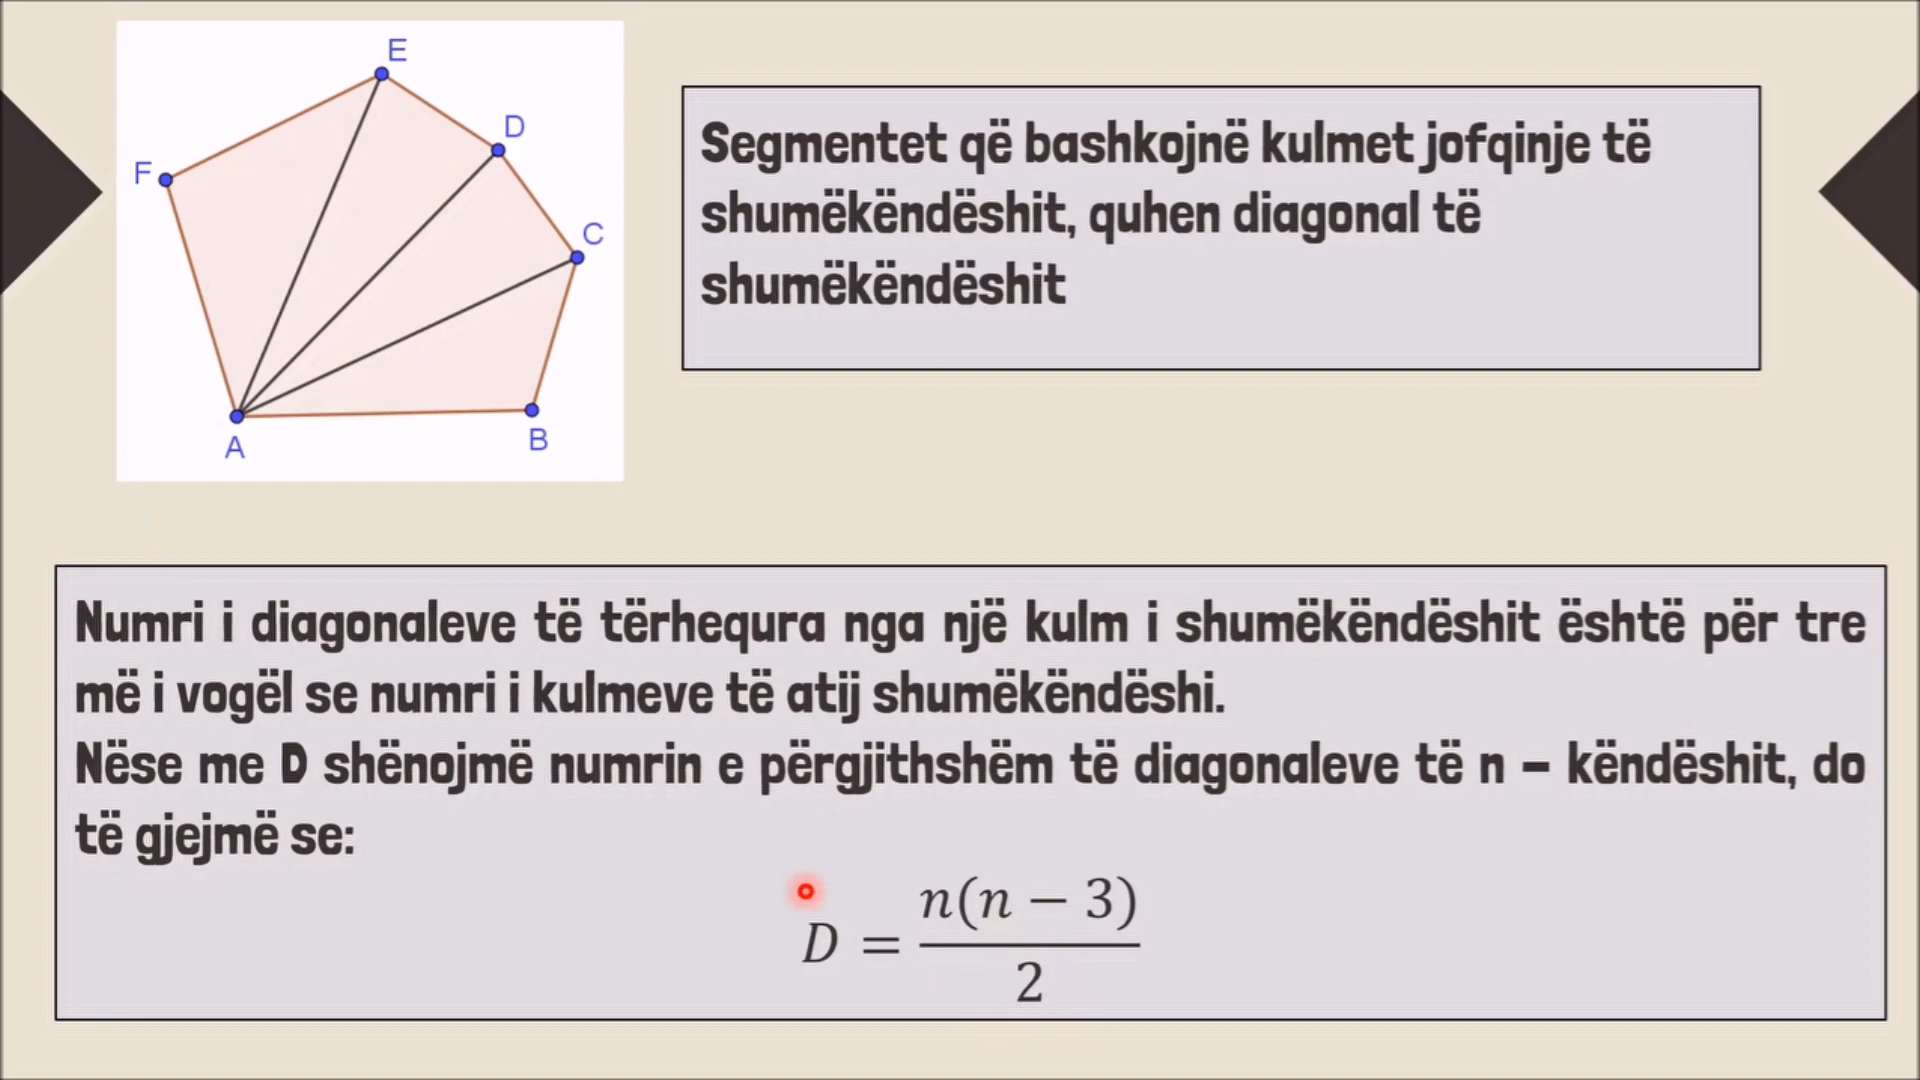 E
D
F
C
A
B
Segmentet që bashkojnë kulmet jofqinje të
shumëkëndëshit, quhen diagonal të
shumëkëndëshit
Numri i diagonaleve të tërhequra nga një kulm i shumëkëndëshit është për tre
më i vogël se numri i kulmeve të atij shumëkëndëshi.
Nëse me D shënojmë numrin e përgjithshëm të diagonaleve të n – këndëshit, do
të gjejmë se:
D = n(n − 3) / 2